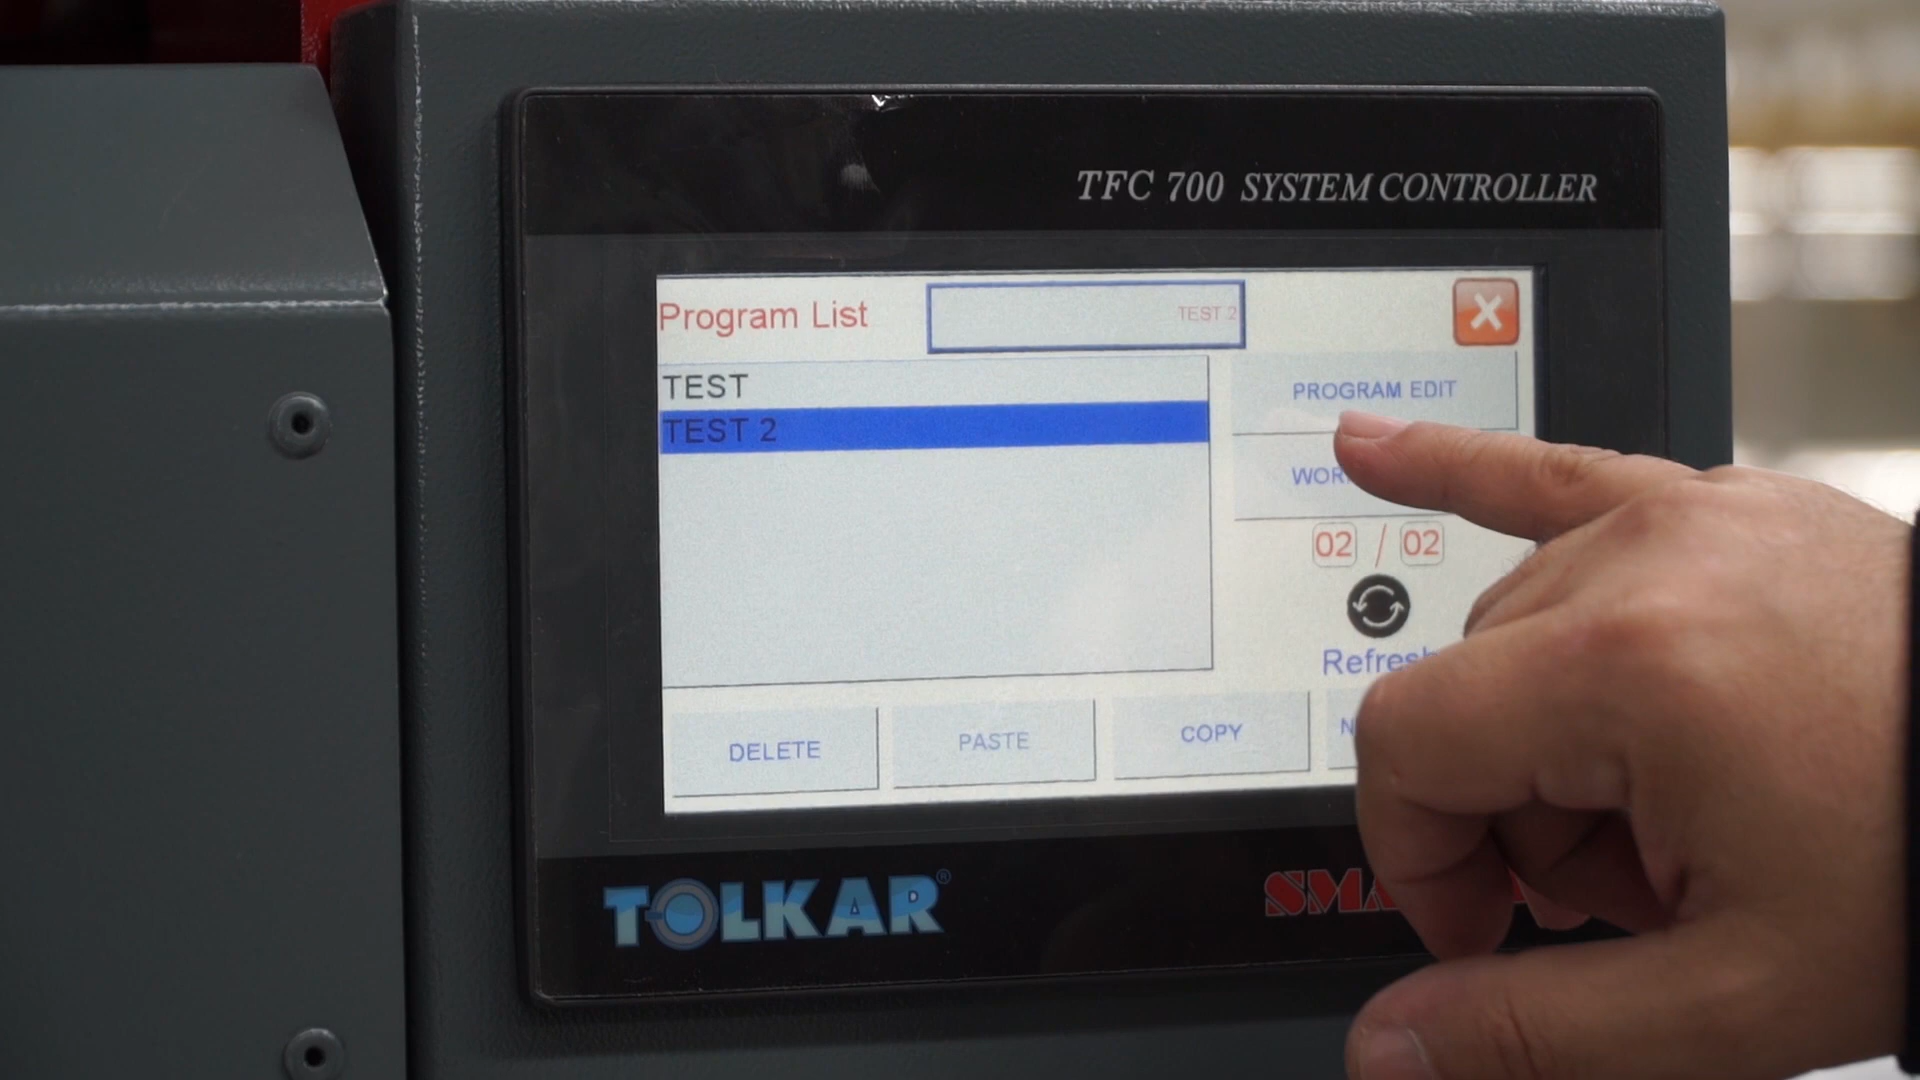 TFC 700 SYSTEM CONTROLLER
Program List
TEST 2
TEST
TEST 2
PROGRAM EDIT
02 / 02
Refresh
DELETE
PASTE
COPY
TOLKAR®